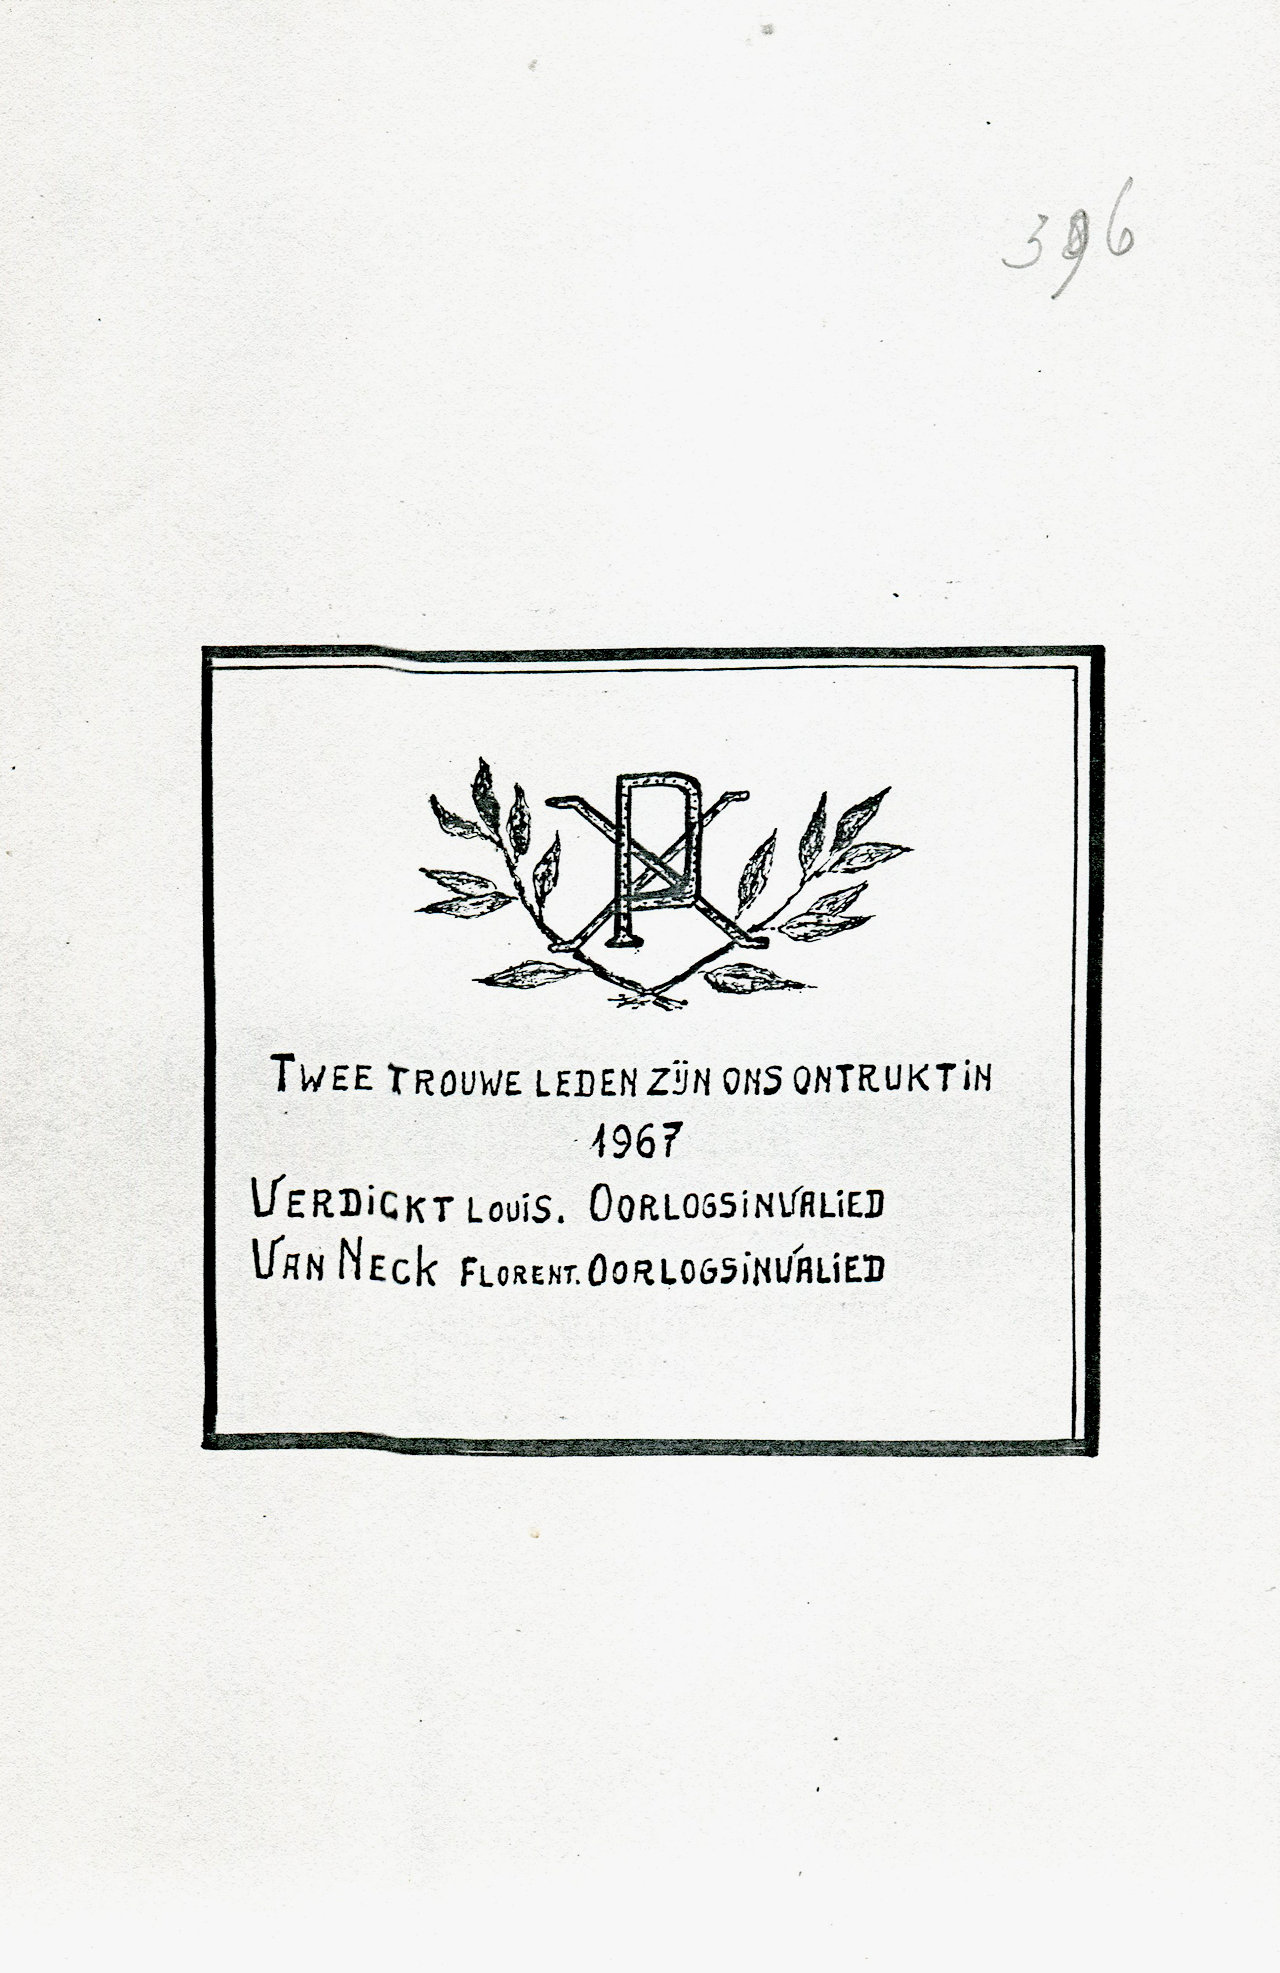 396
TWEE TROUWE LEDEN ZIJN ONS ONTRUKT IN
1967
VERDICKT LOUIS. OORLOGSINVALIED
VAN NECK FLORENT. OORLOGSINVALIED